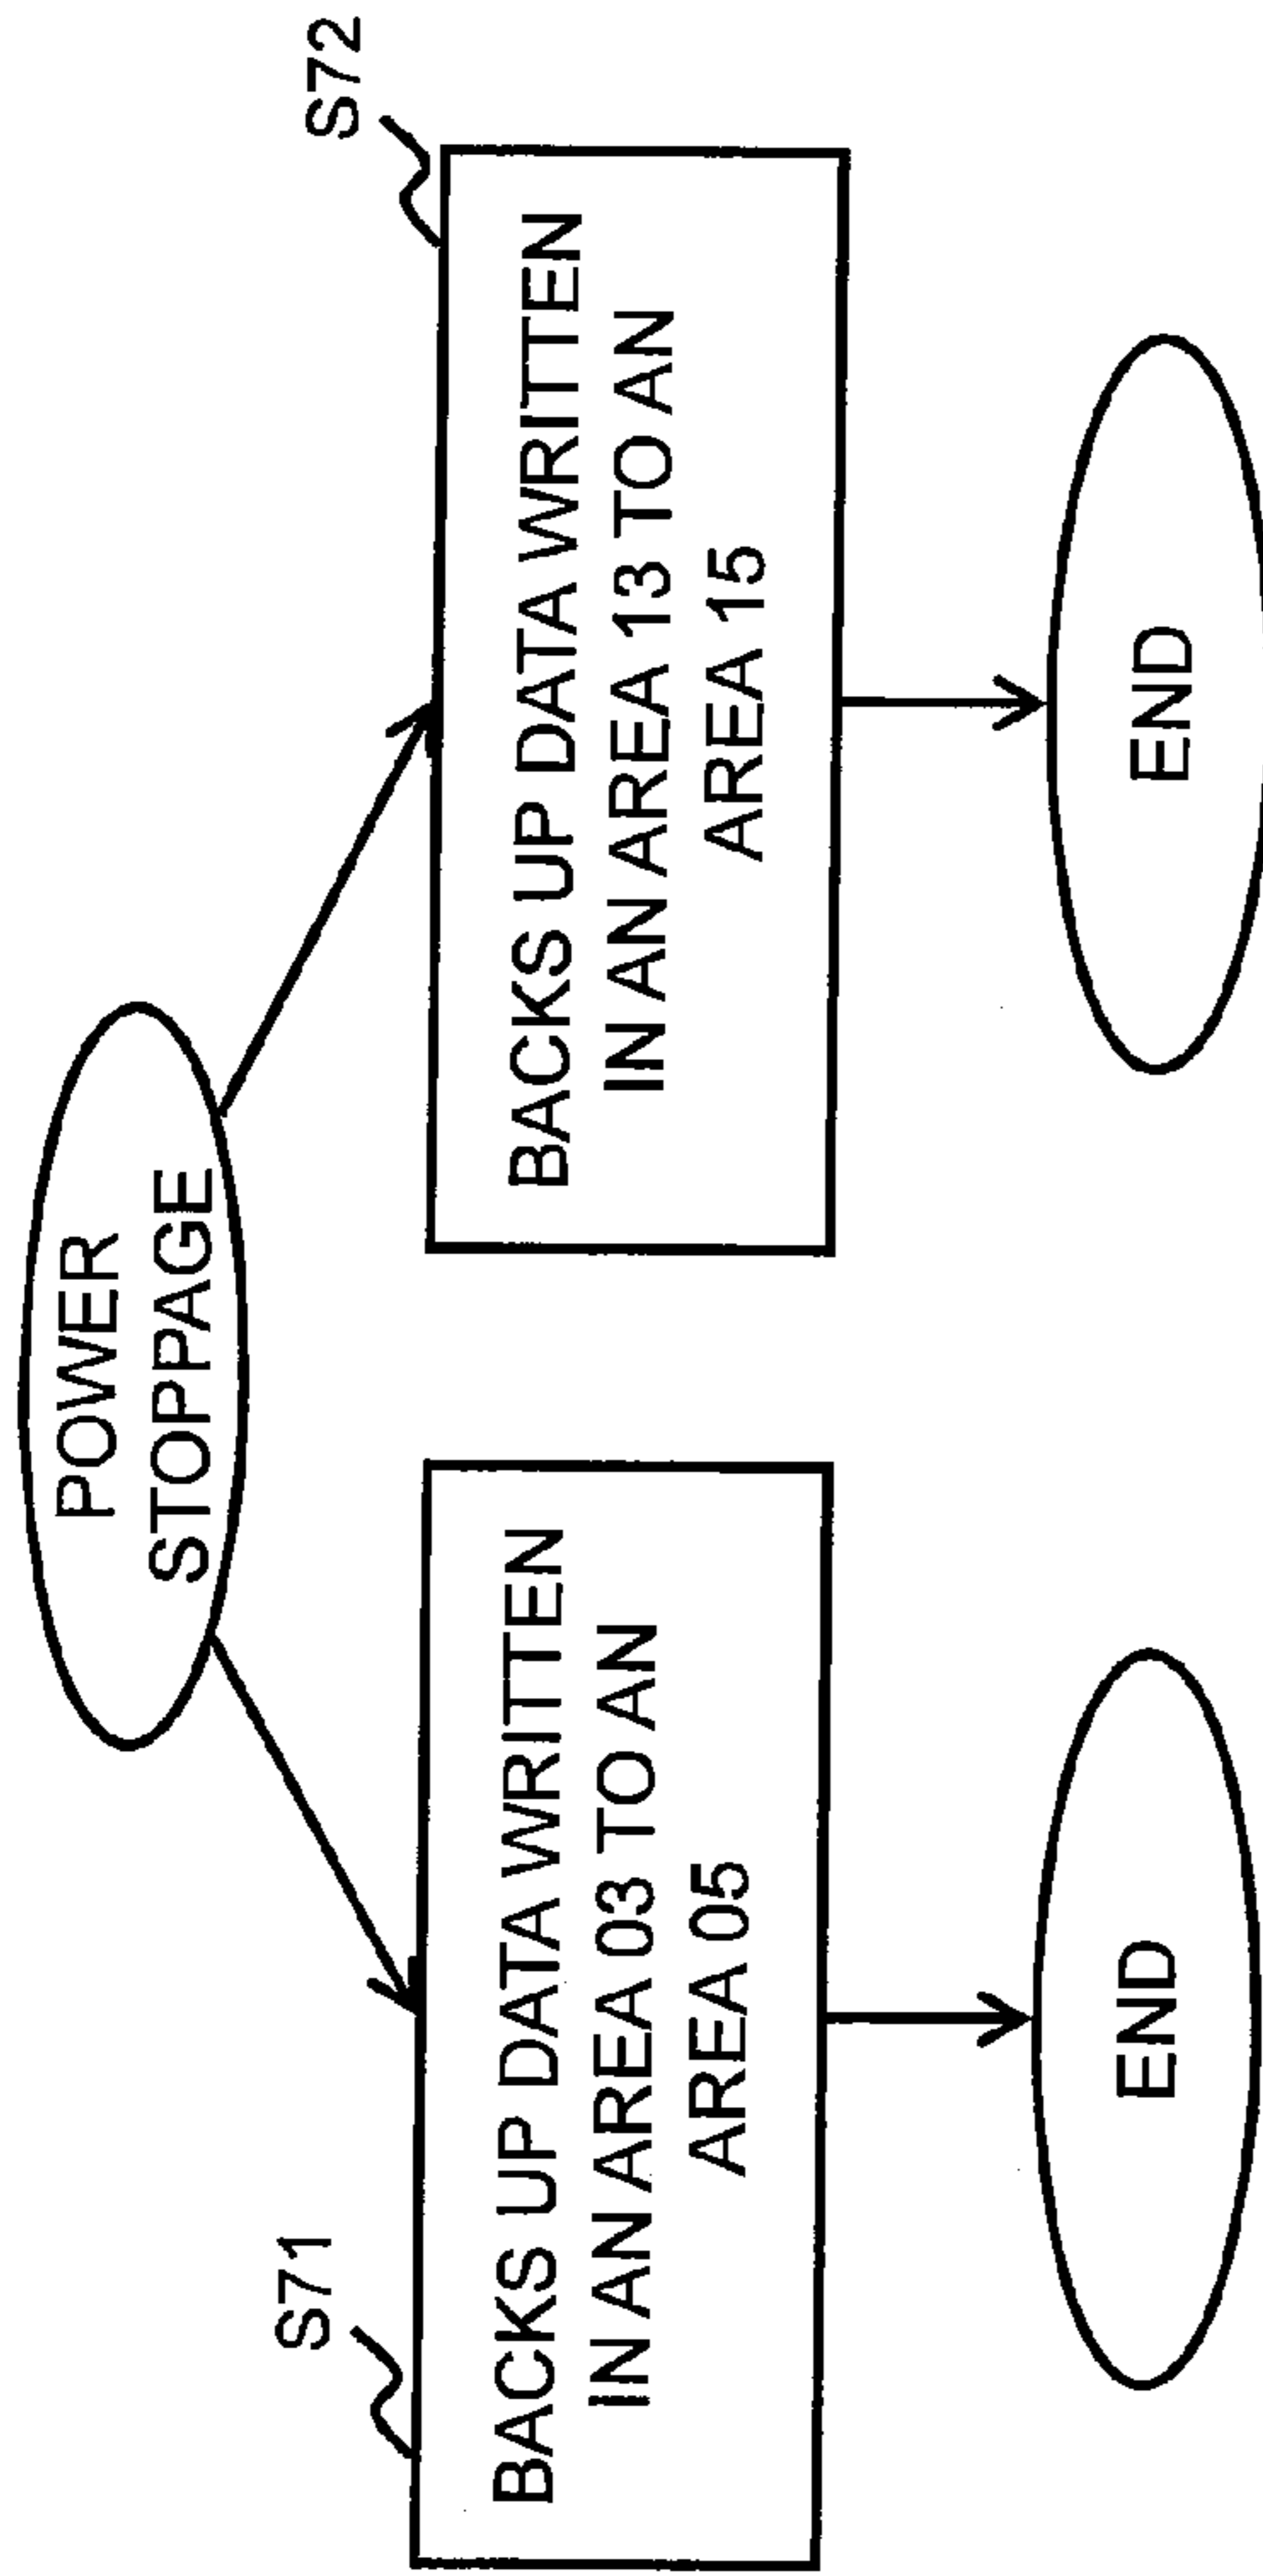 POWER
STOPPAGE
S71
BACKS UP DATA WRITTEN
IN AN AREA 03 TO AN
AREA 05
END
S72
BACKS UP DATA WRITTEN
IN AN AREA 13 TO AN
AREA 15
END